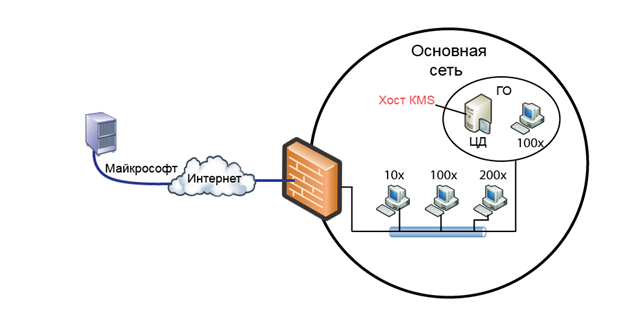 Основная
сеть
ГО
Хост KMS
ЦД
100x
Майкрософт
Интернет
10x
100x
200x